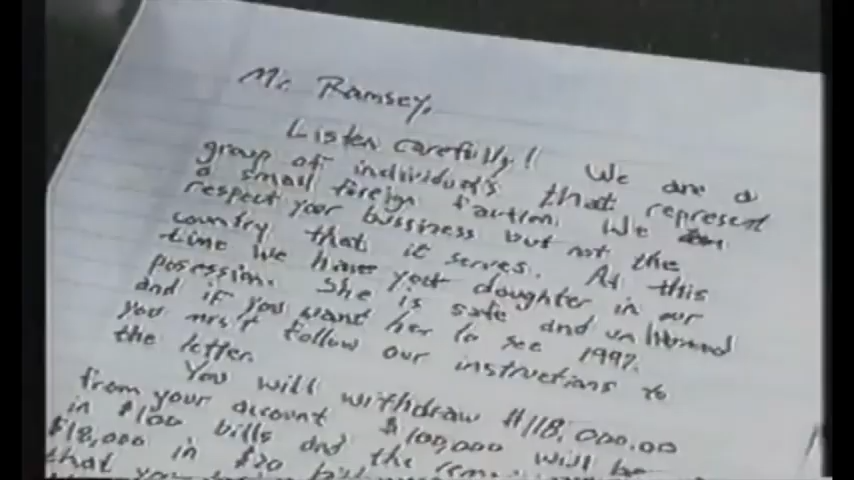 Mr. Ramsey,
Listen carefully! We are a
group of individuals that represent
a small foreign faction. We
respect your bussiness but not the
country that it serves. At this
time we have your daughter in our
posession. She is safe and unharmed
and if you want her to see 1997,
you must follow our instructions to
the letter.
You will withdraw $118,000.00
from your account. $100,000 will be
in $100 bills and the remaining
$18,000 in $20 bills.
that you